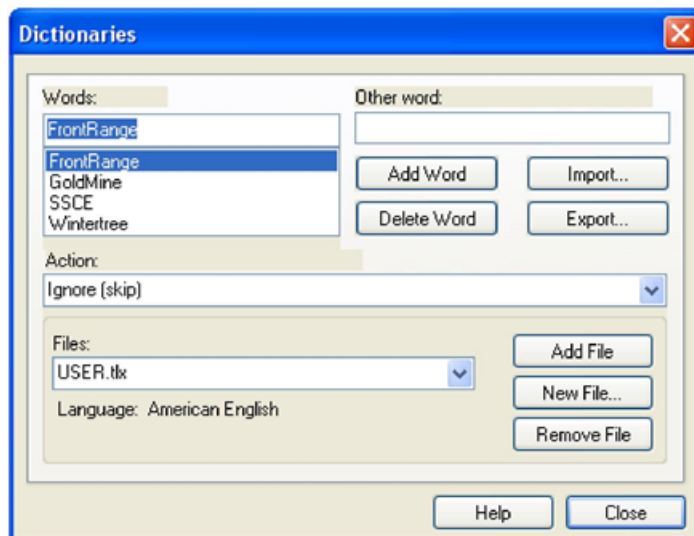 Dictionaries
Words:
Other word:
FrontRange
FrontRange
GoldMine
SSCE
Wintertree
Add Word
Import...
Delete Word
Export...
Action:
Ignore (skip)
Files:
USER.tlx
Language: American English
Add File
New File...
Remove File
Help
Close